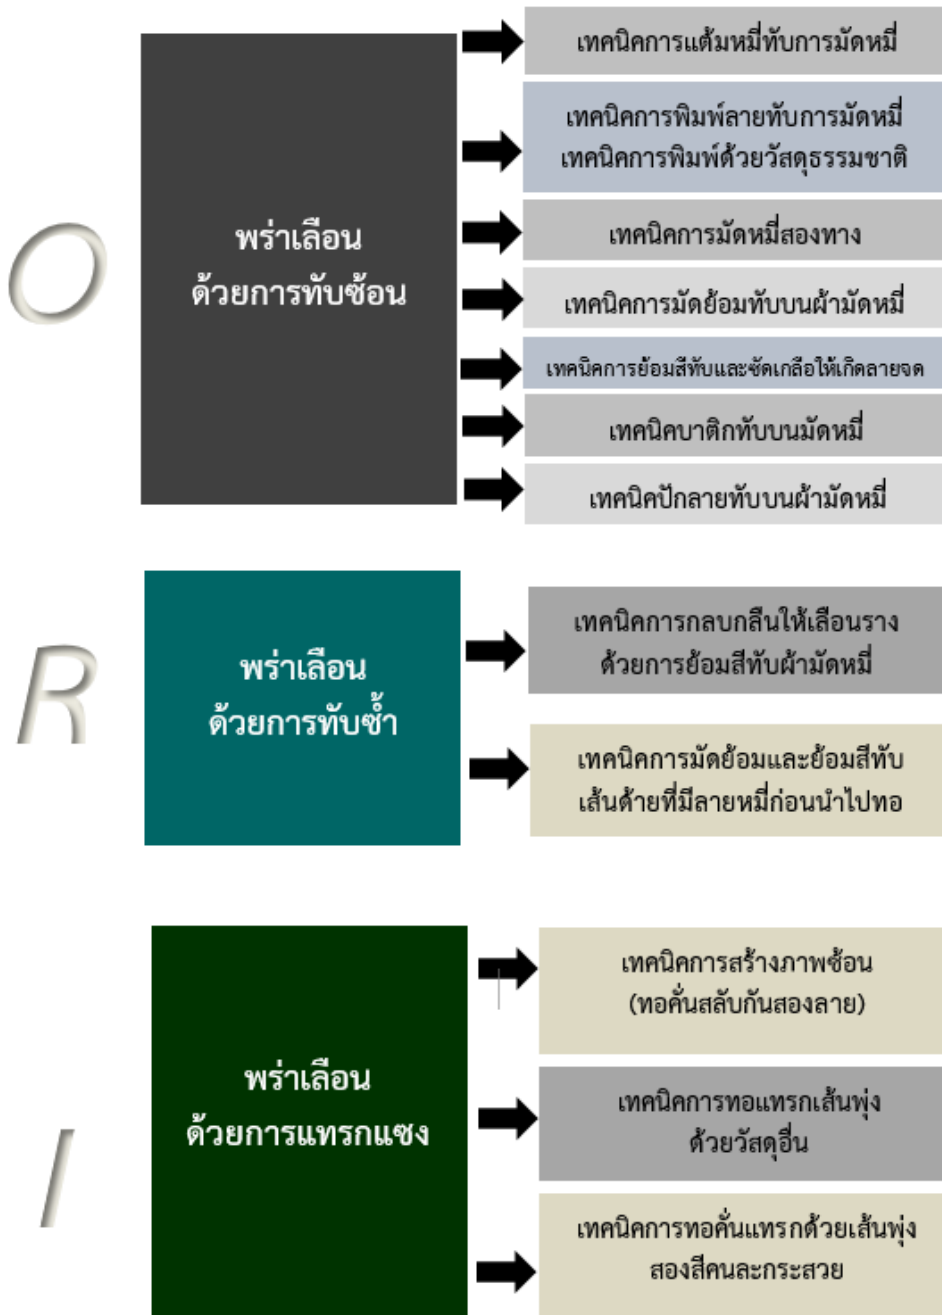 เทคนิคการแต้มหมี่ทับการมัดหมี่
เทคนิคการพิมพ์ลายทับการมัดหมี่
เทคนิคการพิมพ์ด้วยวัสดุธรรมชาติ
O
พร่าเลือน
ด้วยการทับซ้อน
เทคนิคการมัดหมี่สองทาง
เทคนิคการมัดย้อมทับบนผ้ามัดหมี่
เทคนิคการย้อมสีทับและซัดเกลือให้เกิดลายจด
เทคนิคบาติกทับบนมัดหมี่
เทคนิคปักลายทับบนผ้ามัดหมี่
R
พร่าเลือน
ด้วยการทับซ้ำ
เทคนิคการกลบกลืนให้เลือนราง
ด้วยการย้อมสีทับผ้ามัดหมี่
เทคนิคการมัดย้อมและย้อมสีทับ
เส้นด้ายที่มีลายหมี่ก่อนนำไปทอ
I
พร่าเลือน
ด้วยการแทรกแซง
เทคนิคการสร้างภาพซ้อน
(ทอคั่นสลับกันสองลาย)
เทคนิคการทอแทรกเส้นพุ่ง
ด้วยวัสดุอื่น
เทคนิคการทอคั่นแทรกด้วยเส้นพุ่ง
สองสีคนละกระสวย